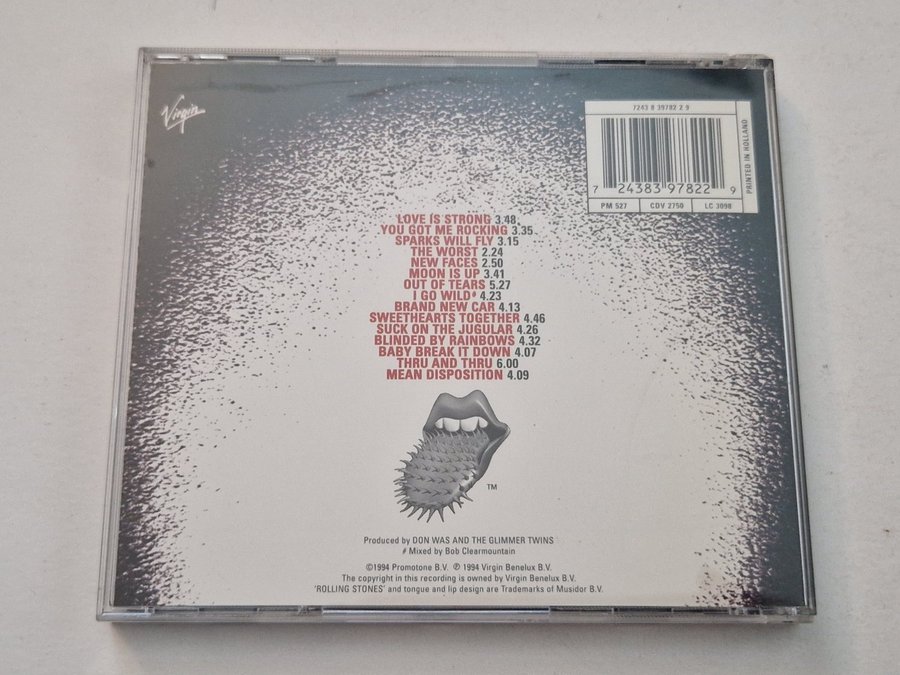 Virgin
7243 8 39782 2 9
7 24383 97822 9
PM 527 CDV 2750 LC 3098
PRINTED IN HOLLAND
LOVE IS STRONG 3.48
YOU GOT ME ROCKING 3.35
SPARKS WILL FLY 3.15
THE WORST 2.24
NEW FACES 2.50
MOON IS UP 3.41
OUT OF TEARS 5.27
I GO WILD# 4.23
BRAND NEW CAR 4.13
SWEETHEARTS TOGETHER 4.46
SUCK ON THE JUGULAR 4.26
BLINDED BY RAINBOWS 4.32
BABY BREAK IT DOWN 4.07
THRU AND THRU 6.00
MEAN DISPOSITION 4.09
TM
Produced by DON WAS AND THE GLIMMER TWINS
# Mixed by Bob Clearmountain
©1994 Promotone B.V. ℗ 1994 Virgin Benelux B.V.
The copyright in this recording is owned by Virgin Benelux B.V.
'ROLLING STONES' and tongue and lip design are Trademarks of Musidor B.V.